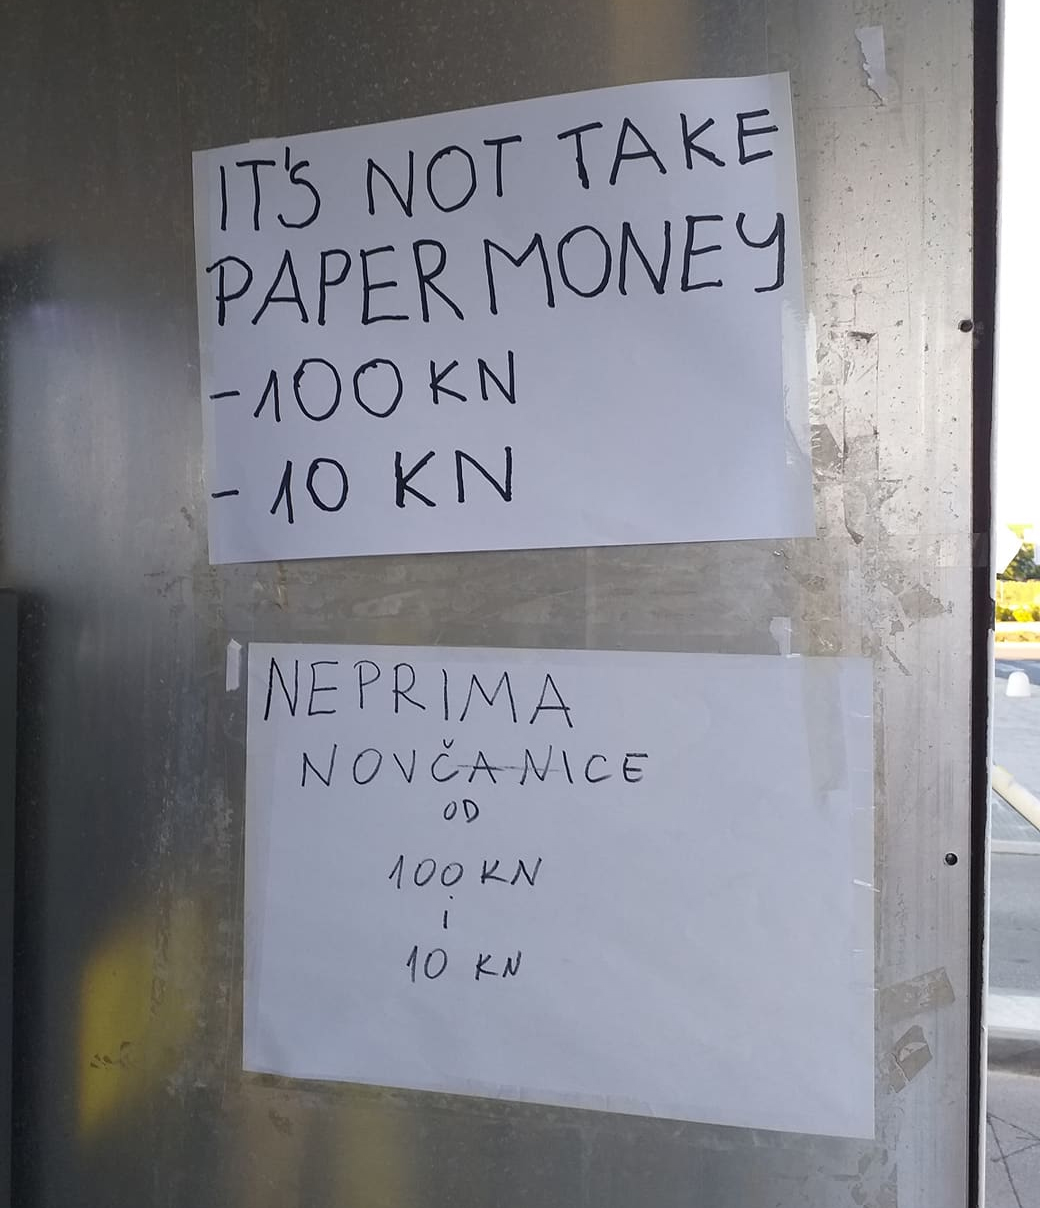 IT'S NOT TAKE
PAPER MONEY
-100 KN
- 10 KN
NEPRIMA
NOVČANICE
OD
100 KN
i
10 KN